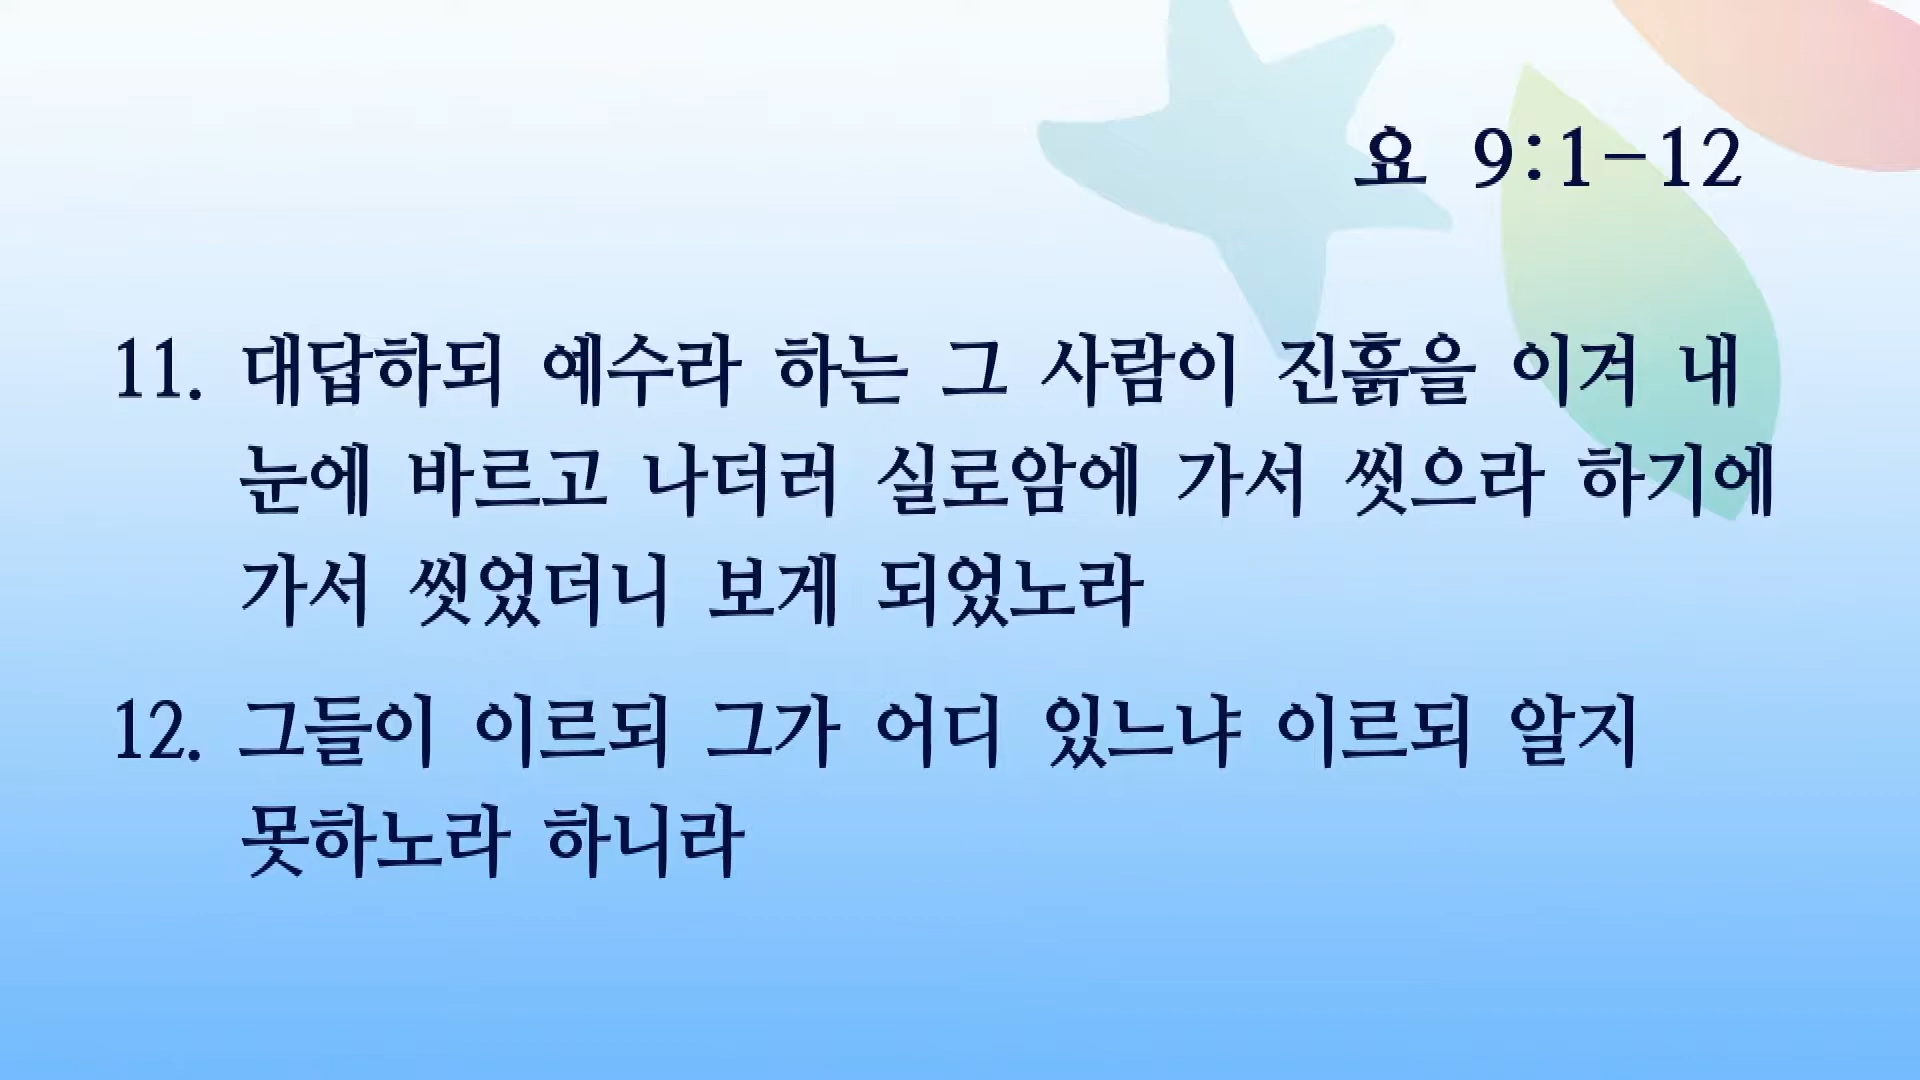 요 9:1-12
11. 대답하되 예수라 하는 그 사람이 진흙을 이겨 내
눈에 바르고 나더러 실로암에 가서 씻으라 하기에
가서 씻었더니 보게 되었노라
12. 그들이 이르되 그가 어디 있느냐 이르되 알지
못하노라 하니라